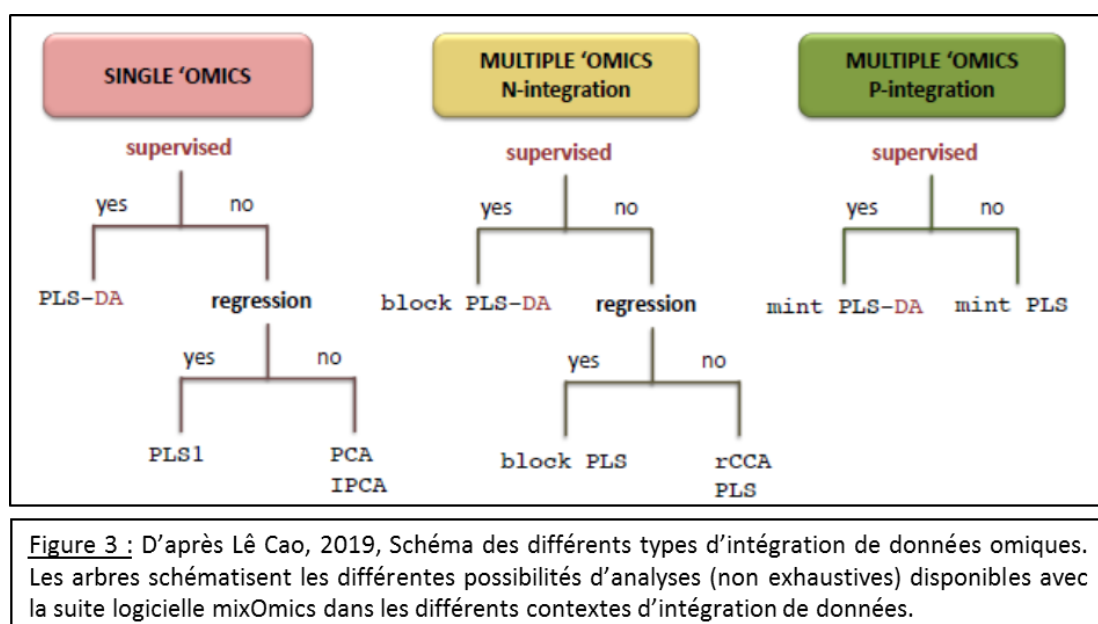 SINGLE ‘OMICS
supervised
yes no
PLS-DA
regression
yes no
PLS1
PCA
IPCA
MULTIPLE ‘OMICS
N-integration
supervised
yes no
block PLS-DA
regression
yes no
block PLS
rCCA
PLS
MULTIPLE ‘OMICS
P-integration
supervised
yes no
mint PLS-DA
mint PLS
Figure 3 : D’après Lê Cao, 2019, Schéma des différents types d’intégration de données omiques.
Les arbres schématisent les différentes possibilités d’analyses (non exhaustives) disponibles avec
la suite logicielle mixOmics dans les différents contextes d’intégration de données.